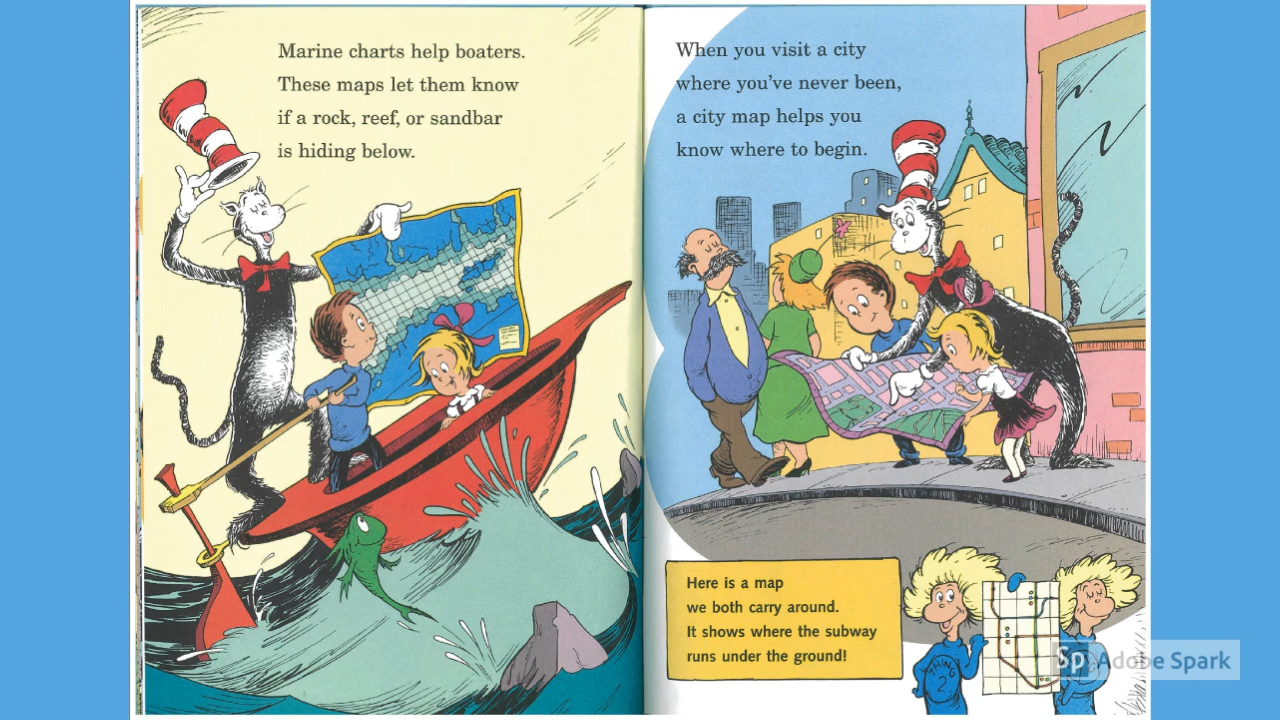 Marine charts help boaters.
These maps let them know
if a rock, reef, or sandbar
is hiding below.
When you visit a city
where you've never been,
a city map helps you
know where to begin.
Here is a map
we both carry around.
It shows where the subway
runs under the ground!
THING
2
Sp Adobe Spark